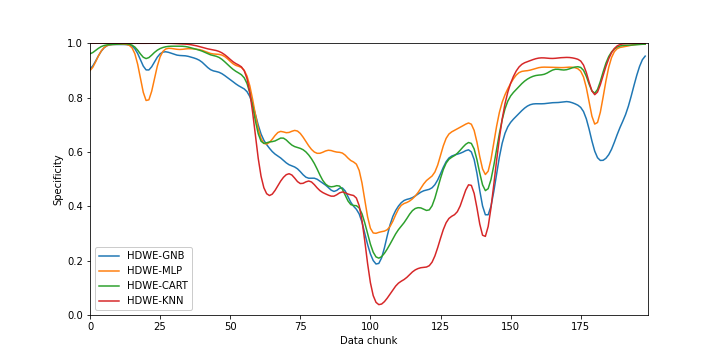 1.0
0.8
0.6
0.4
0.2
0.0
Specificity
HDWE-GNB
HDWE-MLP
HDWE-CART
HDWE-KNN
0 25 50 75 100 125 150 175
Data chunk